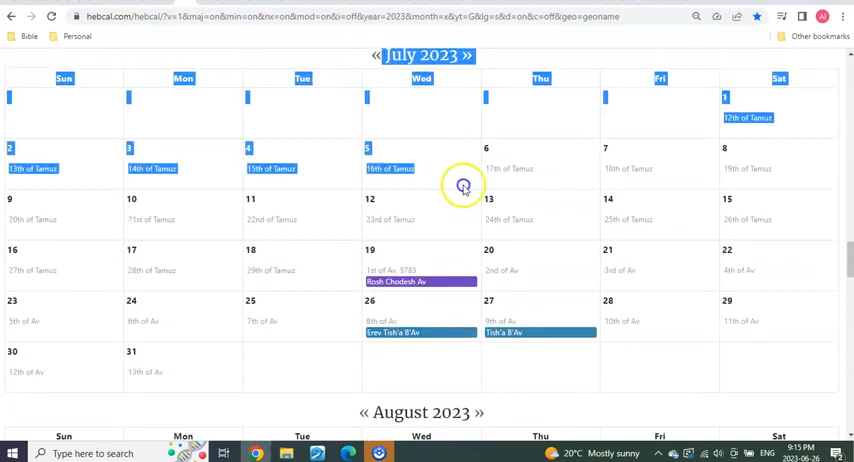 hebcal.com/hebcal/?v=1&maj=on&min=on&nx=on&mod=on&i=off&year=2023&month=x&yt=G&lg=s&d=on&c=off&geo=geoname
AI
Bible Personal Other bookmarks
« July 2023 »
Sun Mon Tue Wed Thu Fri Sat
1
12th of Tamuz
2 3 4 5 6 7 8
13th of Tamuz 14th of Tamuz 15th of Tamuz 16th of Tamuz 17th of Tamuz 18th of Tamuz 19th of Tamuz
9 10 11 12 13 14 15
20th of Tamuz 21st of Tamuz 22nd of Tamuz 23rd of Tamuz 24th of Tamuz 25th of Tamuz 26th of Tamuz
16 17 18 19 20 21 22
27th of Tamuz 28th of Tamuz 29th of Tamuz 1st of Av, 5783 2nd of Av 3rd of Av 4th of Av
Rosh Chodesh Av
23 24 25 26 27 28 29
5th of Av 6th of Av 7th of Av 8th of Av 9th of Av 10th of Av 11th of Av
Erev Tish'a B'Av Tish'a B'Av
30 31
12th of Av 13th of Av
« August 2023 »
Sun Mon Tue Wed Thu Fri Sat
Type here to search
20°C Mostly sunny
ENG
9:15 PM
2023-06-26
2